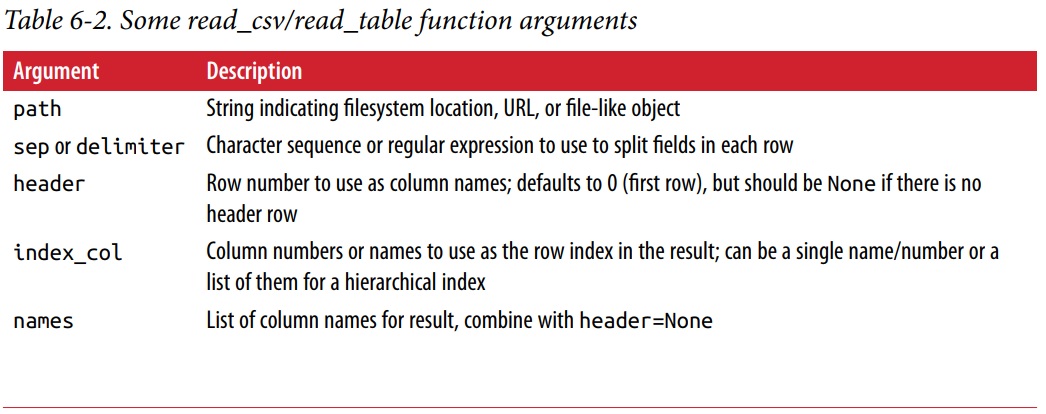 Table 6-2. Some read_csv/read_table function arguments
Argument Description
path String indicating filesystem location, URL, or file-like object
sep or delimiter Character sequence or regular expression to use to split fields in each row
header Row number to use as column names; defaults to 0 (first row), but should be None if there is no
header row
index_col Column numbers or names to use as the row index in the result; can be a single name/number or a
list of them for a hierarchical index
names List of column names for result, combine with header=None